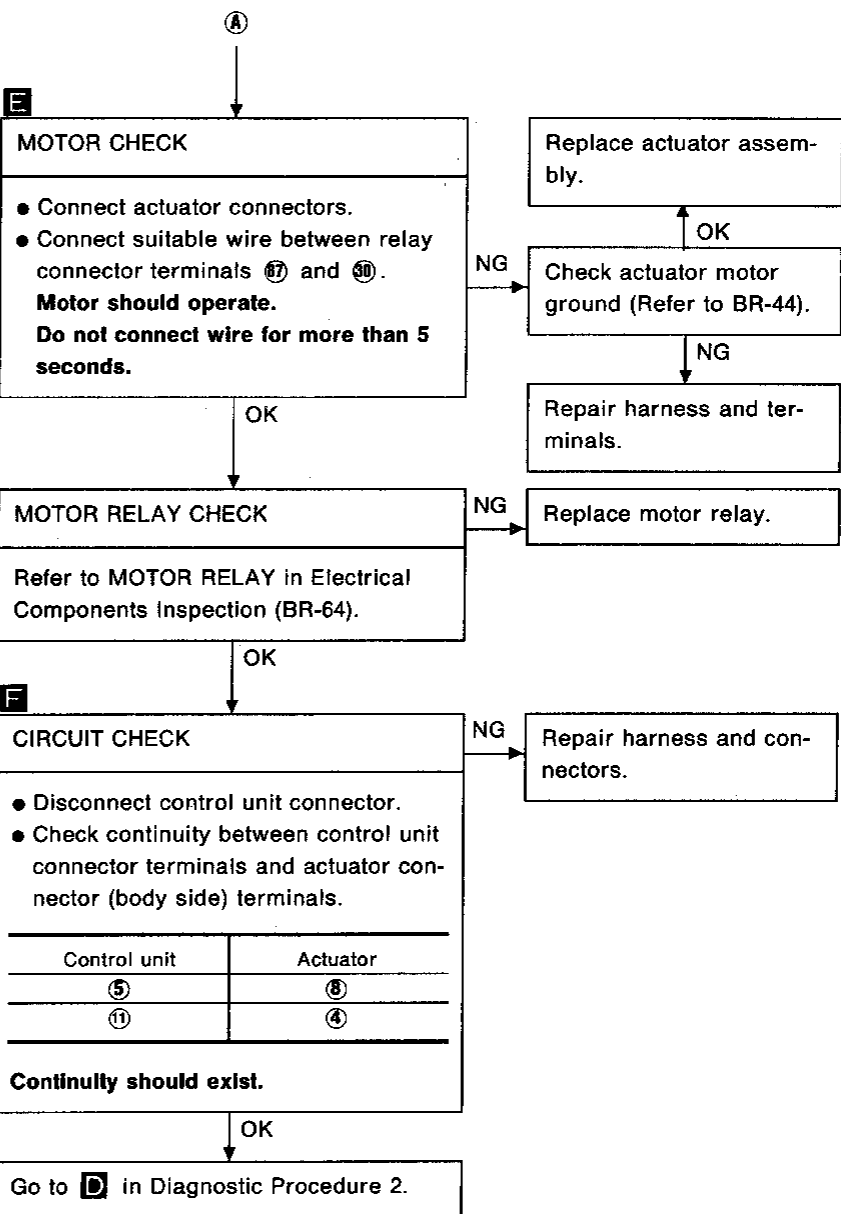 Ⓐ
E
MOTOR CHECK
● Connect actuator connectors.
● Connect suitable wire between relay
connector terminals ⑧⑦ and ㉚.
Motor should operate.
Do not connect wire for more than 5
seconds.
NG
Replace actuator assem-
bly.
OK
Check actuator motor
ground (Refer to BR-44).
NG
Repair harness and ter-
minals.
OK
MOTOR RELAY CHECK
NG
Replace motor relay.
Refer to MOTOR RELAY in Electrical
Components Inspection (BR-64).
OK
F
CIRCUIT CHECK
NG
Repair harness and con-
nectors.
● Disconnect control unit connector.
● Check continuity between control unit
connector terminals and actuator con-
nector (body side) terminals.
Control unit Actuator
⑤ ⑧
⑪ ④
Continuity should exist.
OK
Go to D in Diagnostic Procedure 2.